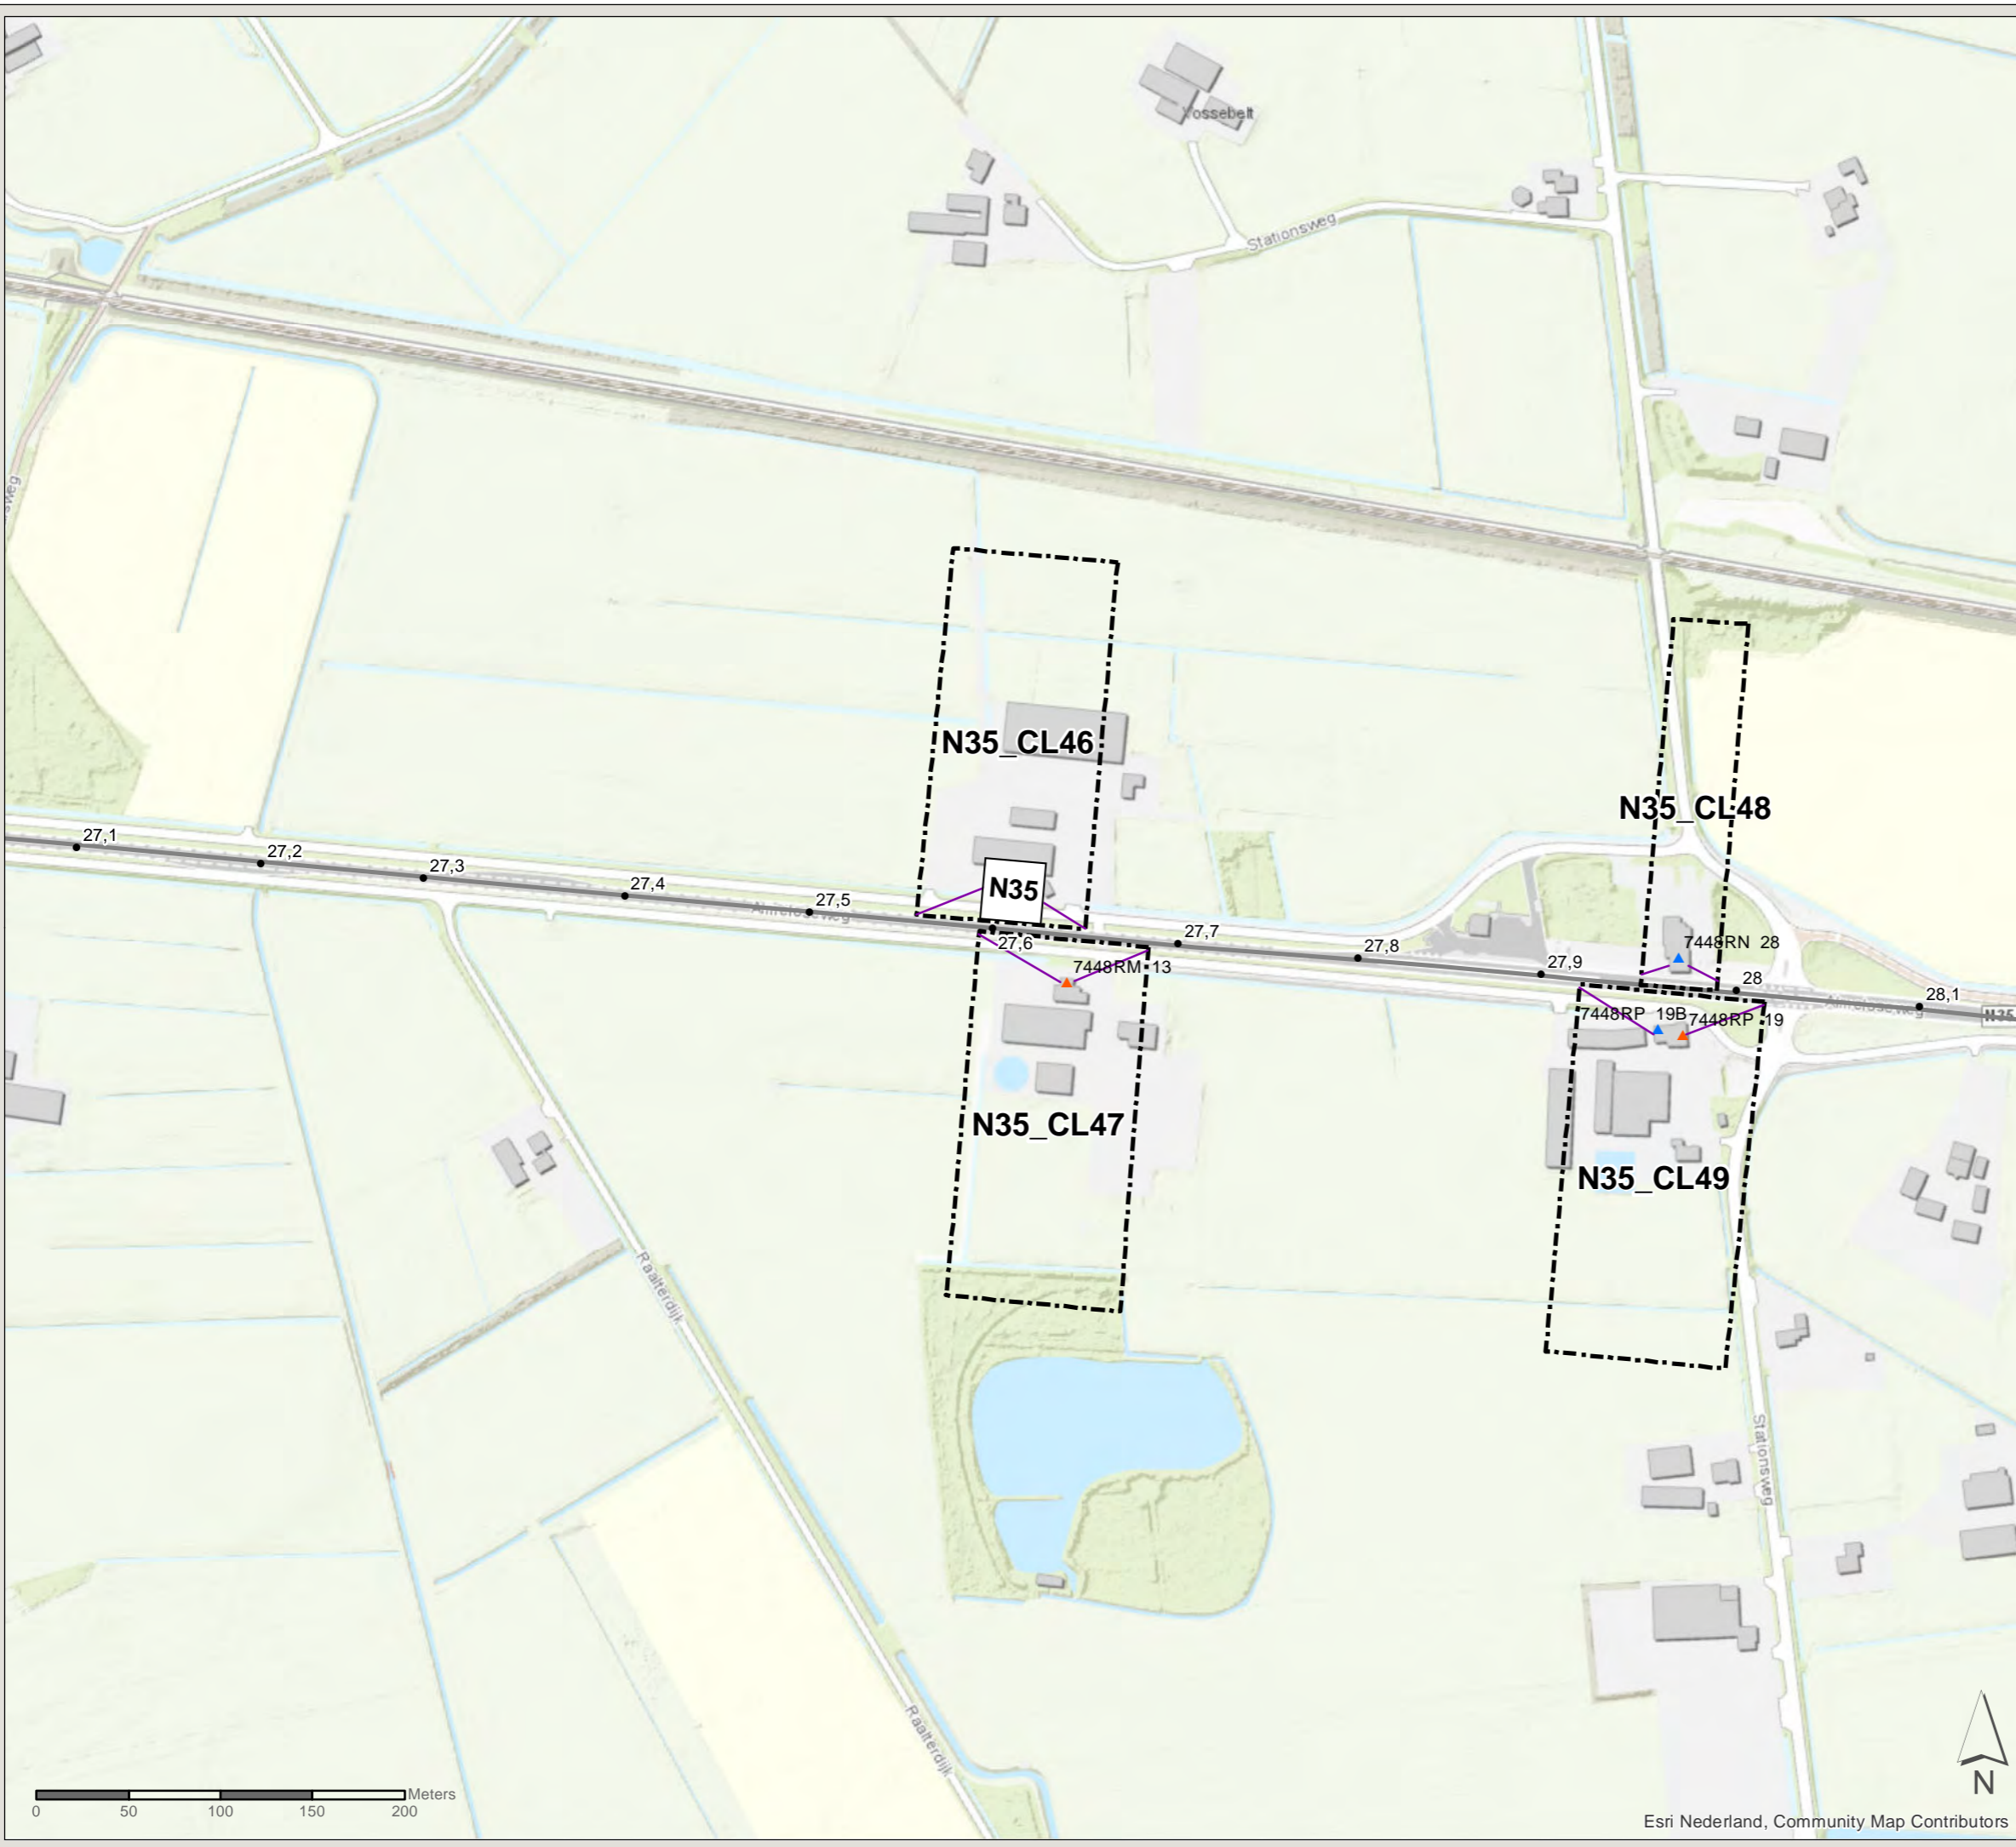 Vossebelt
Stationsweg
N35_CL46
N35_CL48
27,1
27,2
27,3
27,4
27,5
N35
27,6
27,7
27,8
27,9
28
28,1
7448RN 28
7448RM 13
7448RP 19B
7448RP 19
N35
N35_CL47
N35_CL49
Raalterdijk
Stationsweg
Raalterdijk
Meters
0 50 100 150 200
N
Esri Nederland, Community Map Contributors